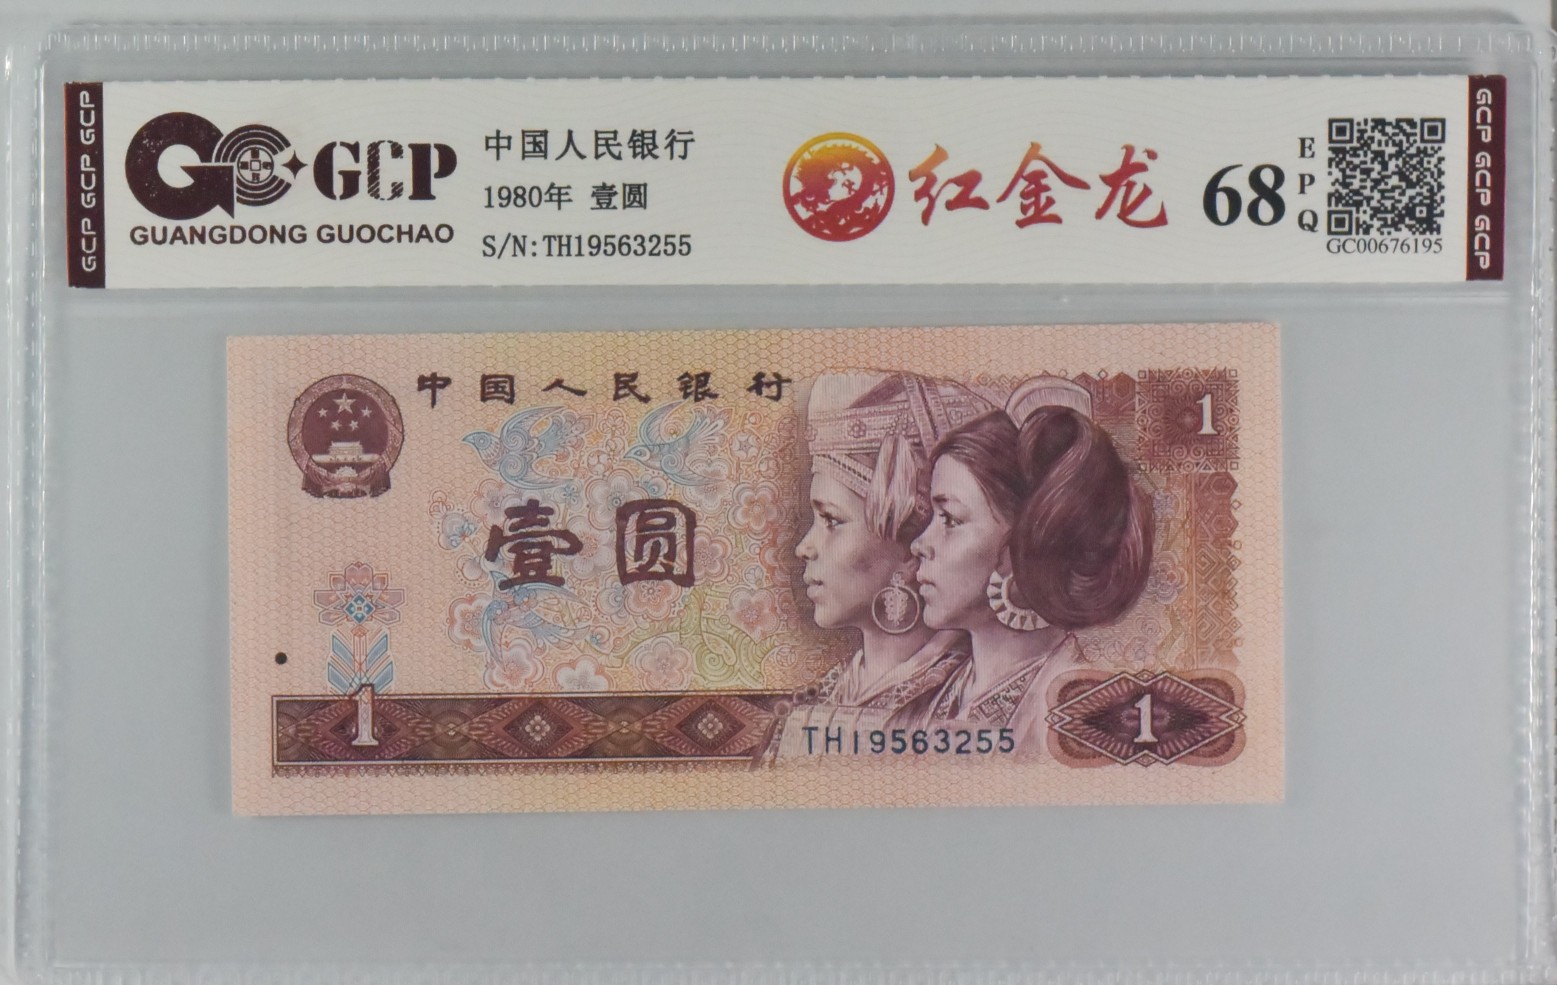 GCP GCP GCP
GCP
GUANGDONG GUOCHAO
中国人民银行
1980年 壹圆
S/N:TH19563255
红金龙
68
EPQ
GC00676195
GCP GCP GCP
中国人民银行
1
壹圆
1
TH19563255
1